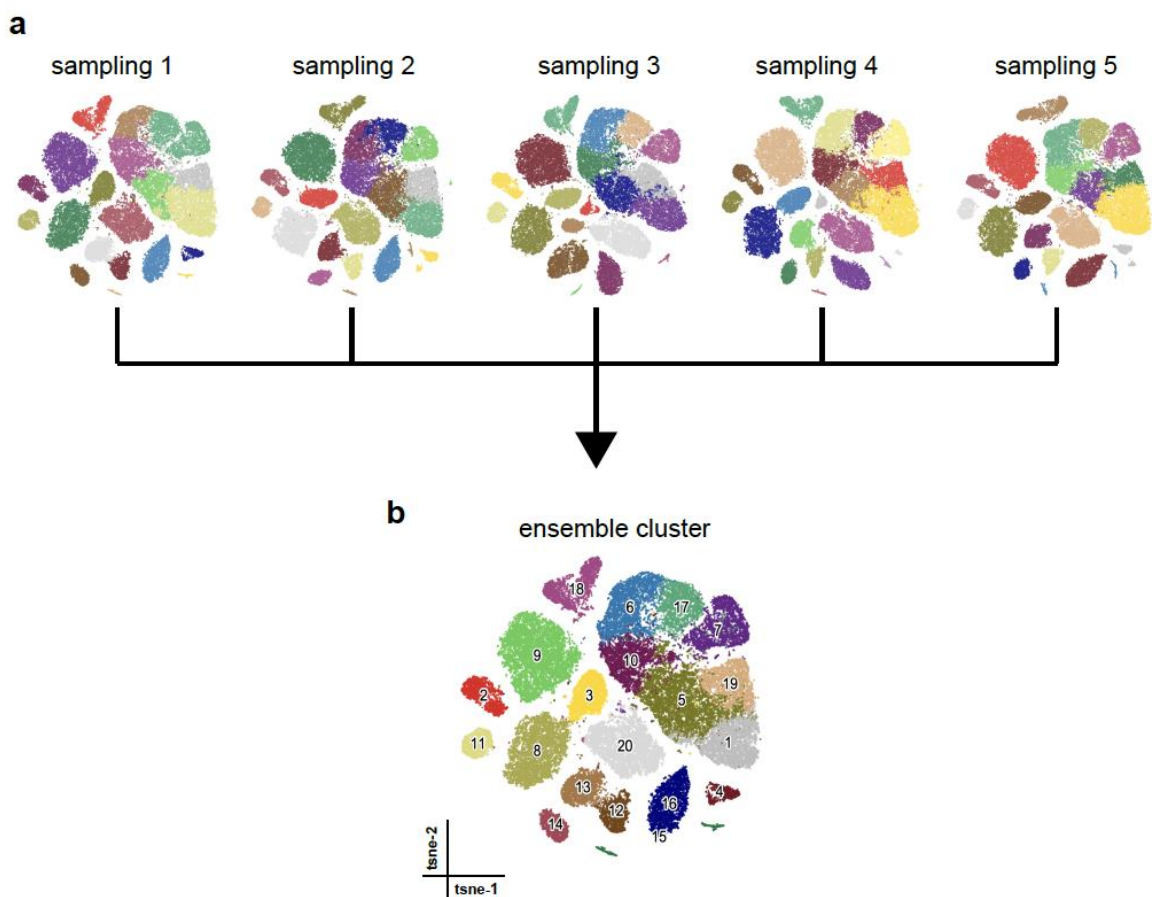 a
sampling 1
sampling 2
sampling 3
sampling 4
sampling 5
b
ensemble cluster
18
6
17
7
9
10
19
2
3
5
11
8
20
1
13
16
4
12
14
15
tsne-2
tsne-1